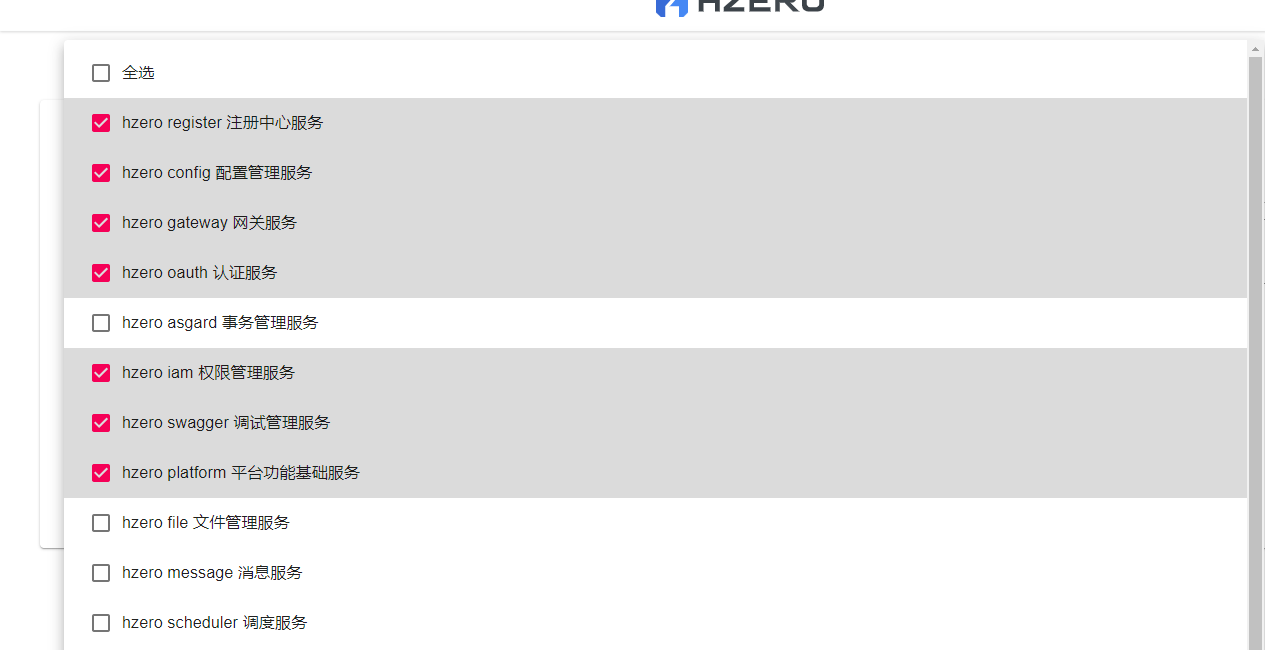 HZERO
全选
hzero register 注册中心服务
hzero config 配置管理服务
hzero gateway 网关服务
hzero oauth 认证服务
hzero asgard 事务管理服务
hzero iam 权限管理服务
hzero swagger 调试管理服务
hzero platform 平台功能基础服务
hzero file 文件管理服务
hzero message 消息服务
hzero scheduler 调度服务